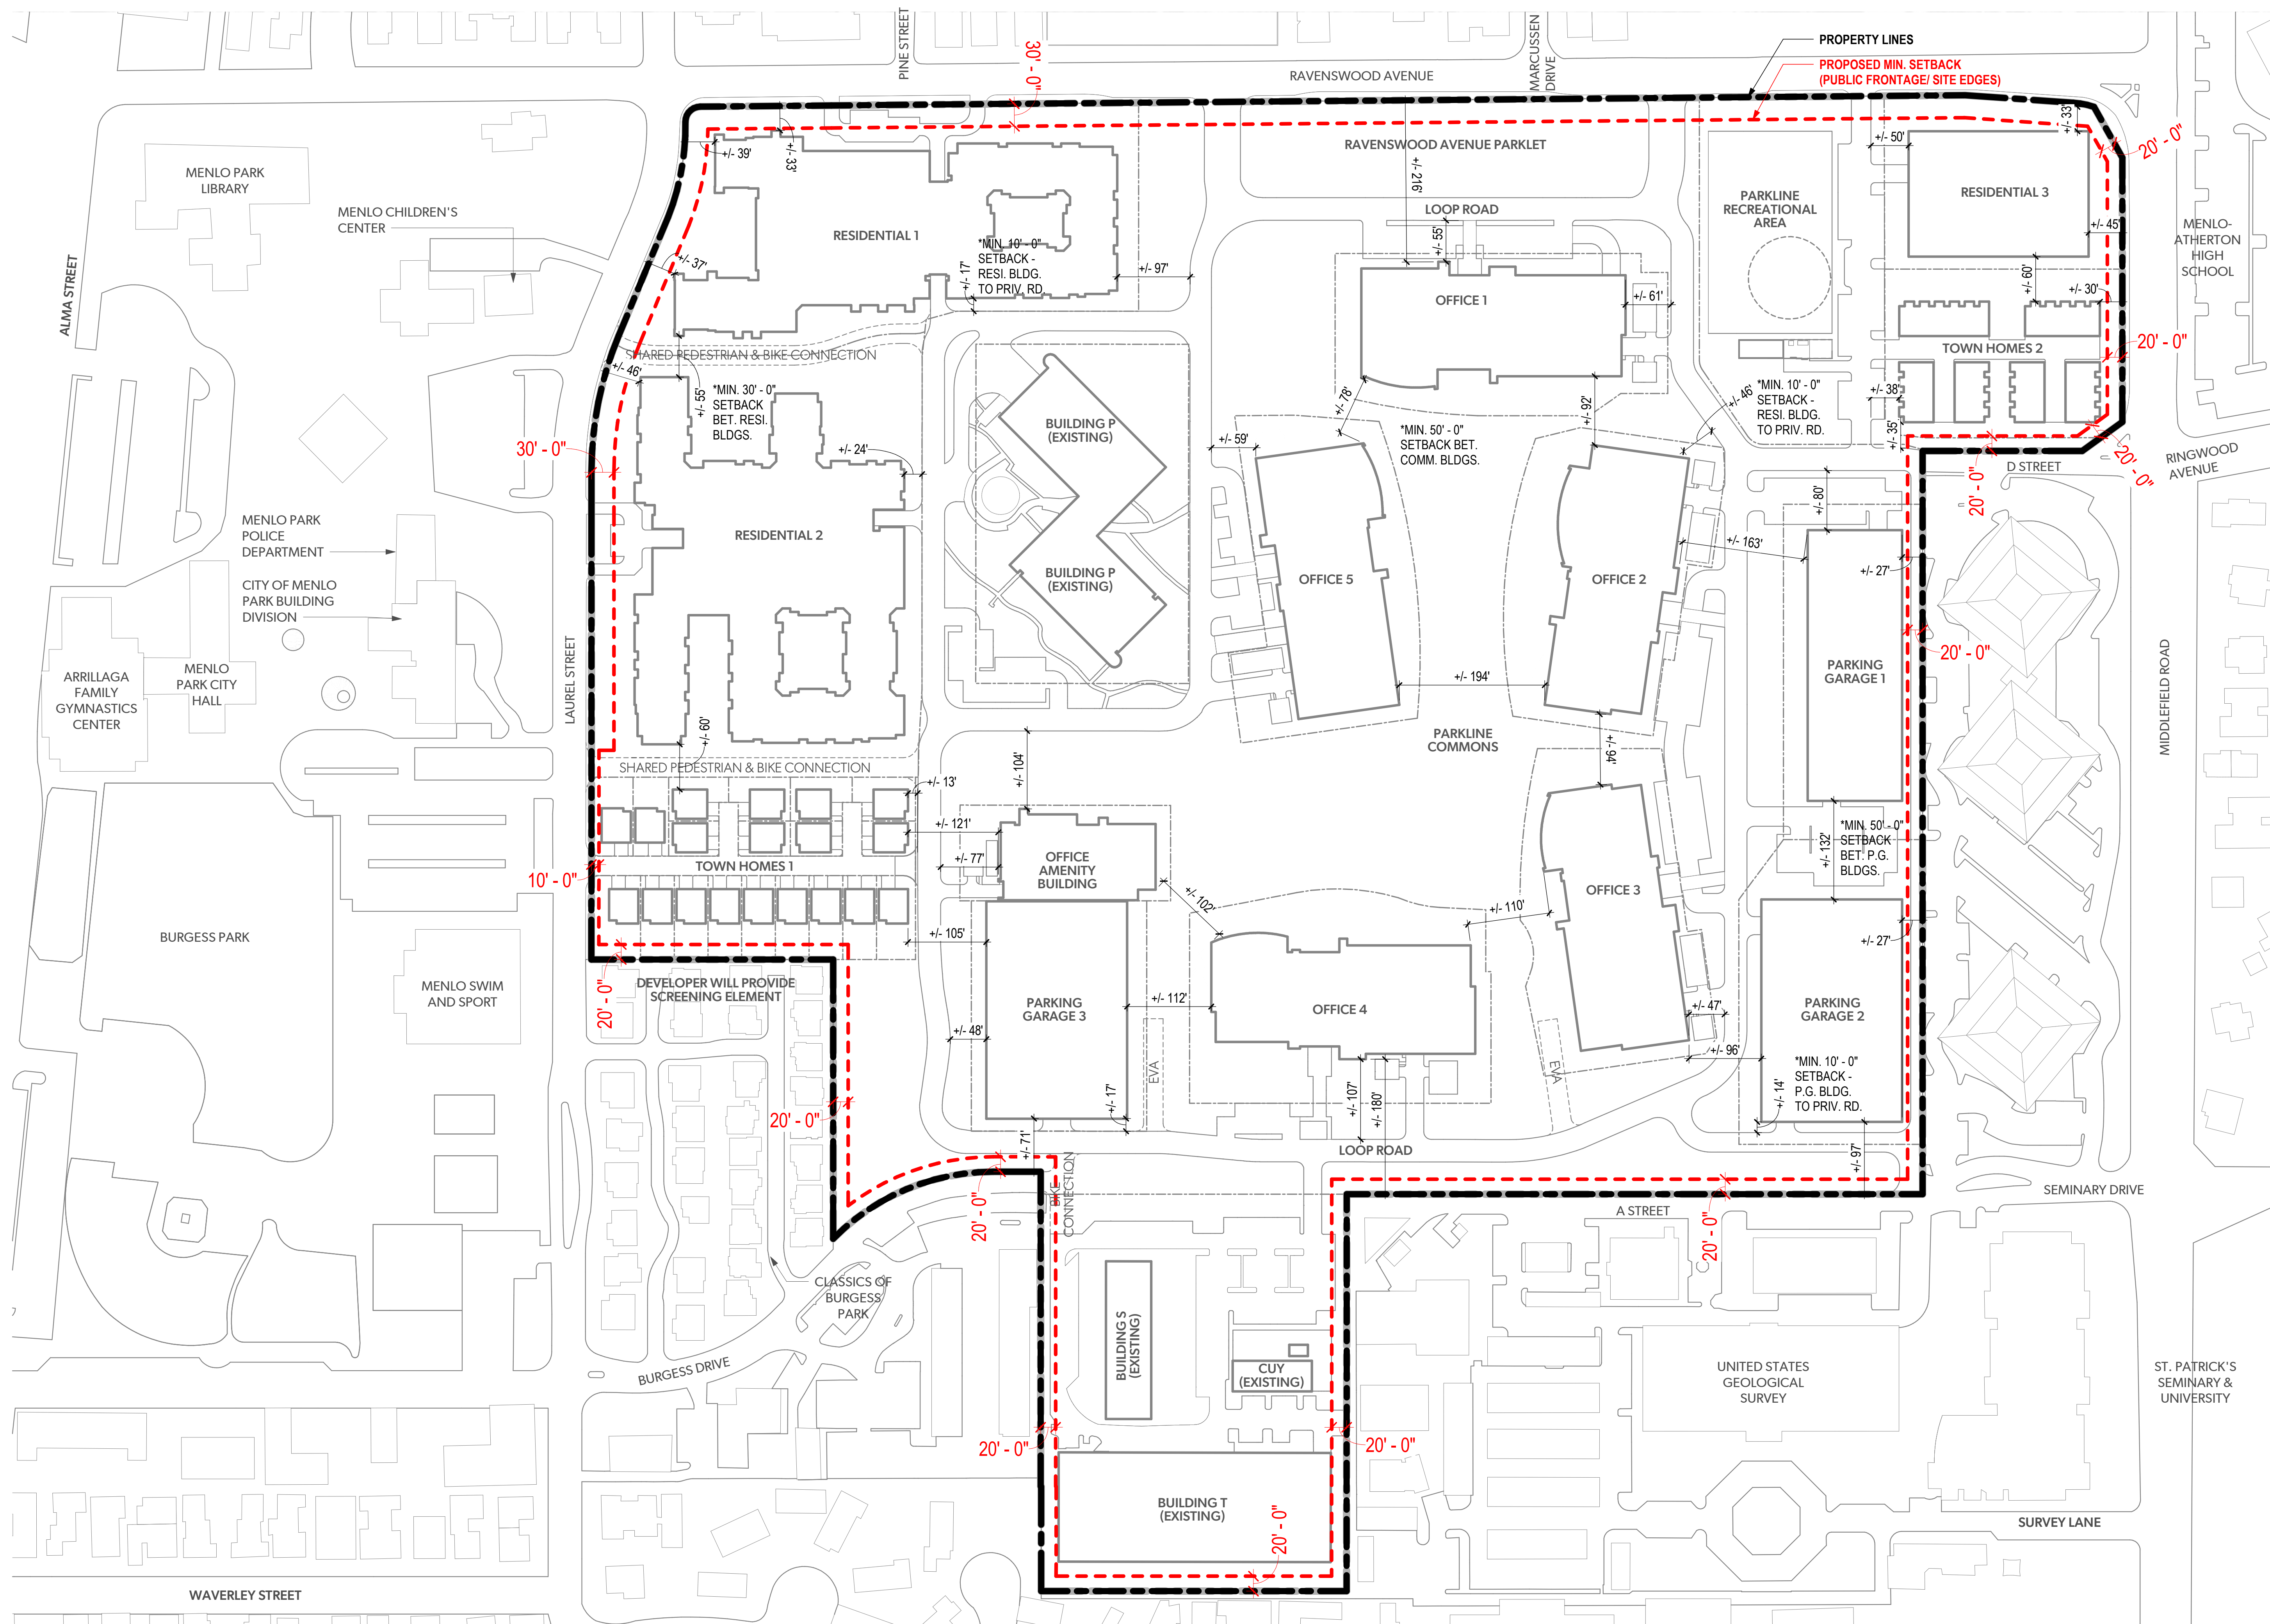 PINE STREET
30' - 0"
MARCUSSEN
DRIVE
PROPERTY LINES
PROPOSED MIN. SETBACK
(PUBLIC FRONTAGE/ SITE EDGES)
RAVENSWOOD AVENUE
+/- 33'
+/- 39'
+/- 33'
+/- 50'
20' - 0"
RAVENSWOOD AVENUE PARKLET
+/- 216'
MENLO PARK
LIBRARY
MENLO CHILDREN'S
CENTER
RESIDENTIAL 3
PARKLINE
RECREATIONAL
AREA
LOOP ROAD
RESIDENTIAL 1
*MIN. 10' - 0"
SETBACK -
RESI. BLDG.
TO PRIV. RD.
+/- 17'
+/- 97'
+/- 37'
+/- 55'
+/- 45'
MENLO-
ATHERTON
HIGH
SCHOOL
ALMA STREET
+/- 60'
+/- 30'
OFFICE 1
+/- 61'
20' - 0"
TOWN HOMES 2
SHARED PEDESTRIAN & BIKE CONNECTION
+/- 46'
+/- 55'
*MIN. 30' - 0"
SETBACK
BET. RESI.
BLDGS.
+/- 78'
+/- 92'
+/- 46'
*MIN. 10' - 0"
SETBACK -
RESI. BLDG.
TO PRIV. RD.
+/- 38'
+/- 35'
BUILDING P
(EXISTING)
*MIN. 50' - 0"
SETBACK BET.
COMM. BLDGS.
+/- 59'
30' - 0"
+/- 24'
20' - 0"
D STREET
20' - 0"
RINGWOOD
AVENUE
+/- 80'
MENLO PARK
POLICE
DEPARTMENT
RESIDENTIAL 2
+/- 163'
+/- 27'
BUILDING P
(EXISTING)
OFFICE 5
OFFICE 2
CITY OF MENLO
PARK BUILDING
DIVISION
LAUREL STREET
20' - 0"
MIDDLEFIELD ROAD
ARRILLAGA
FAMILY
GYMNASTICS
CENTER
MENLO
PARK CITY
HALL
PARKING
GARAGE 1
+/- 194'
+/- 60'
PARKLINE
COMMONS
+/- 94'
SHARED PEDESTRIAN & BIKE CONNECTION
+/- 104'
+/- 13'
+/- 121'
+/- 132'
*MIN. 50' - 0"
SETBACK
BET. P.G.
BLDGS.
+/- 77'
OFFICE
AMENITY
BUILDING
TOWN HOMES 1
10' - 0"
OFFICE 3
+/- 102'
+/- 110'
BURGESS PARK
+/- 105'
+/- 27'
20' - 0"
DEVELOPER WILL PROVIDE
SCREENING ELEMENT
MENLO SWIM
AND SPORT
PARKING
GARAGE 3
+/- 112'
OFFICE 4
+/- 47'
PARKING
GARAGE 2
+/- 48'
+/- 96'
EVA
EVA
*MIN. 10' - 0"
SETBACK -
P.G. BLDG.
TO PRIV. RD.
+/- 14'
+/- 17'
+/- 107'
+/- 180'
20' - 0"
+/- 71'
LOOP ROAD
+/- 97'
BIKE
CONNECTION
20' - 0"
SEMINARY DRIVE
A STREET
20' - 0"
CLASSICS OF
BURGESS
PARK
BUILDING S
(EXISTING)
CUY
(EXISTING)
BURGESS DRIVE
UNITED STATES
GEOLOGICAL
SURVEY
ST. PATRICK'S
SEMINARY &
UNIVERSITY
20' - 0"
20' - 0"
BUILDING T
(EXISTING)
20' - 0"
SURVEY LANE
WAVERLEY STREET